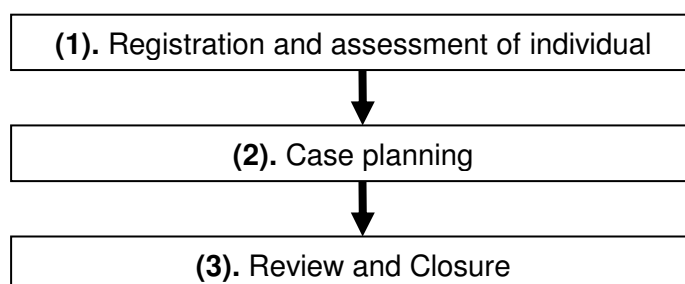 (1). Registration and assessment of individual
(2). Case planning
(3). Review and Closure